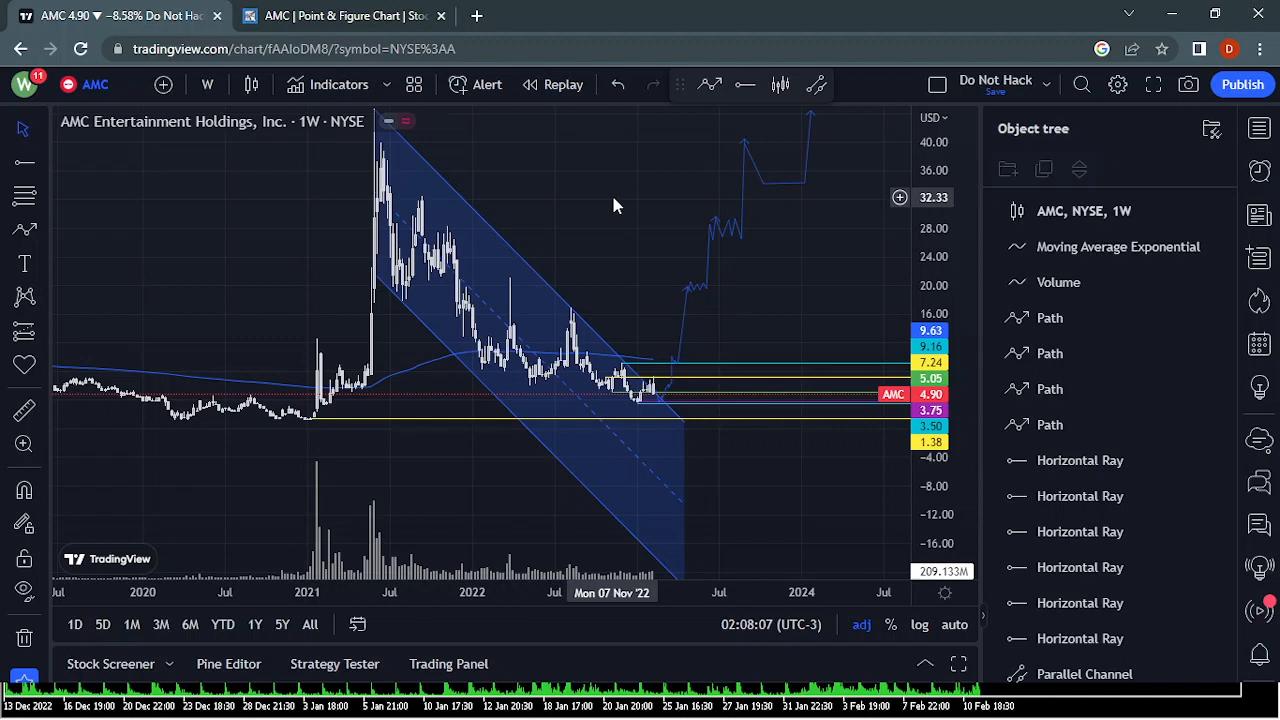 AMC 4.90 ▼ −8.58% Do Not Hac
AMC | Point & Figure Chart | Stoc
tradingview.com/chart/fAAIoDM8/?symbol=NYSE%3AA
D
W
11
AMC
W
Indicators
Alert
Replay
Do Not Hack
Save
Publish
AMC Entertainment Holdings, Inc. · 1W · NYSE
USD
40.00
36.00
32.33
28.00
24.00
20.00
16.00
9.63
9.16
7.24
5.05
AMC 4.90
3.75
3.50
1.38
−4.00
−8.00
−12.00
−16.00
209.133M
Object tree
AMC, NYSE, 1W
Moving Average Exponential
Volume
Path
Path
Path
Path
Horizontal Ray
Horizontal Ray
Horizontal Ray
Horizontal Ray
Horizontal Ray
Horizontal Ray
Parallel Channel
TradingView
Jul 2020 Jul 2021 Jul 2022 Jul Mon 07 Nov '22 Jul 2024 Jul
1D 5D 1M 3M 6M YTD 1Y 5Y All
02:08:07 (UTC-3) adj % log auto
Stock Screener Pine Editor Strategy Tester Trading Panel
13 Dec 2022 16 Dec 19:00 22 Dec 22:00 23 Dec 18:30 28 Dec 21:30 3 Jan 18:00 5 Jan 21:00 10 Jan 17:30 12 Jan 20:30 18 Jan 17:00 20 Jan 20:00 25 Jan 16:30 27 Jan 19:30 31 Jan 22:30 3 Feb 19:00 7 Feb 22:00 10 Feb 18:30